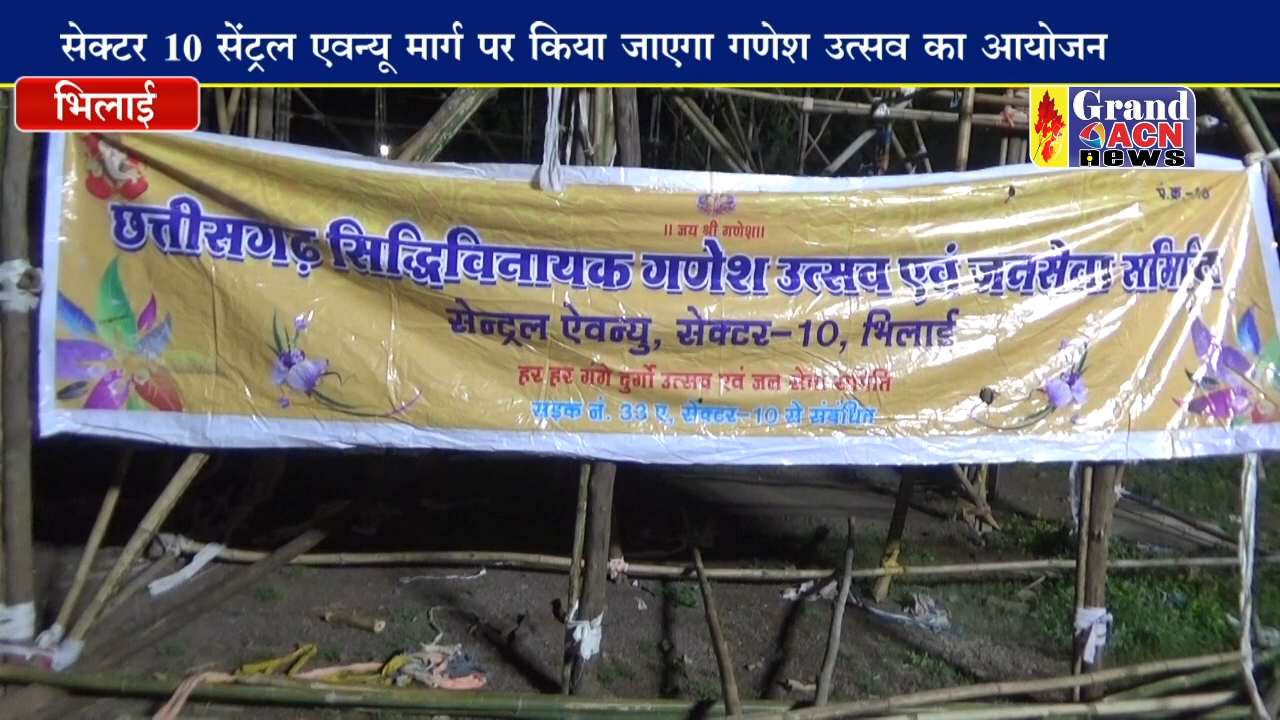 सेक्टर 10 सेंट्रल एवन्यू मार्ग पर किया जाएगा गणेश उत्सव का आयोजन
भिलाई
Grand
ACN
news
पं.क्र.-10
।। जय श्री गणेश।।
छत्तीसगढ़ सिद्धिविनायक गणेश उत्सव एवं जनसेवा समिति
सेन्ट्रल ऐवन्यु, सेक्टर-10, भिलाई
हर हर गंगे दुर्गो उत्सव एवं जन सेवा समिति
सड़क नं. 33 ए, सेक्टर-10 से संबंधित